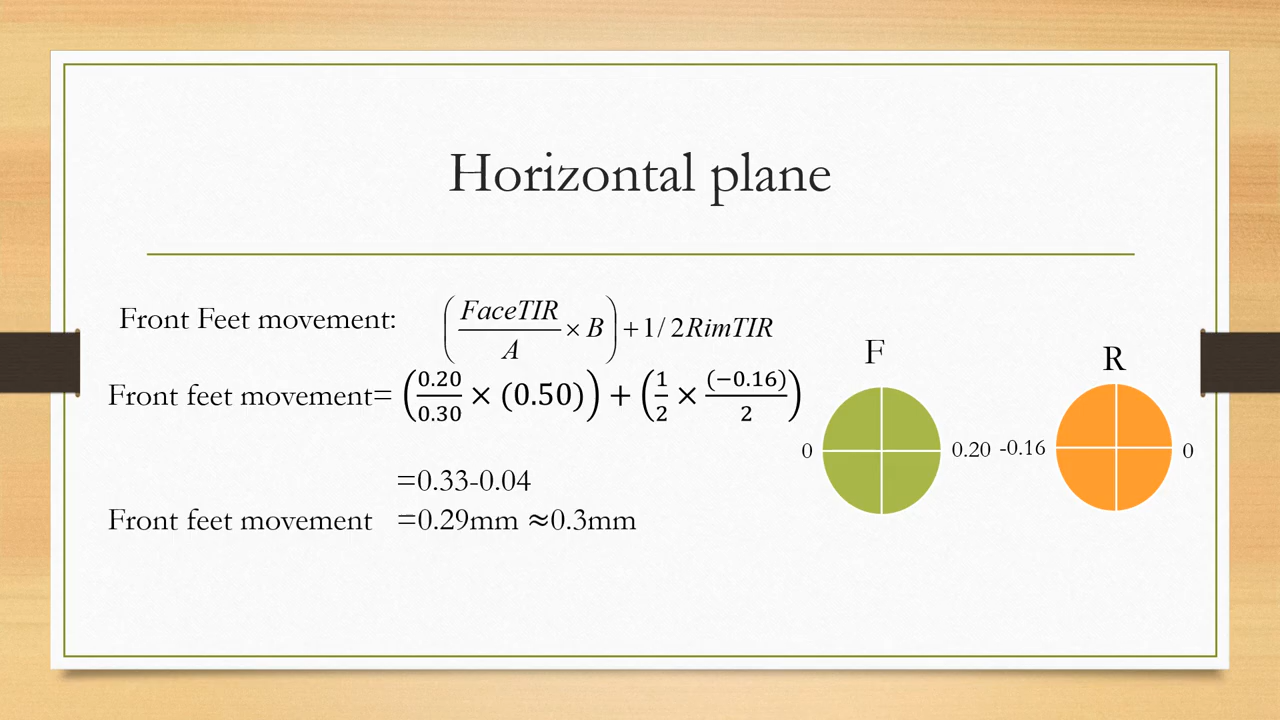 Horizontal plane
Front Feet movement: (FaceTIR/A × B) + 1/2RimTIR
Front feet movement= (0.20/0.30 × (0.50)) + (1/2 × (−0.16)/2)
=0.33-0.04
Front feet movement =0.29mm ≈0.3mm
F
R
0
0.20
-0.16
0